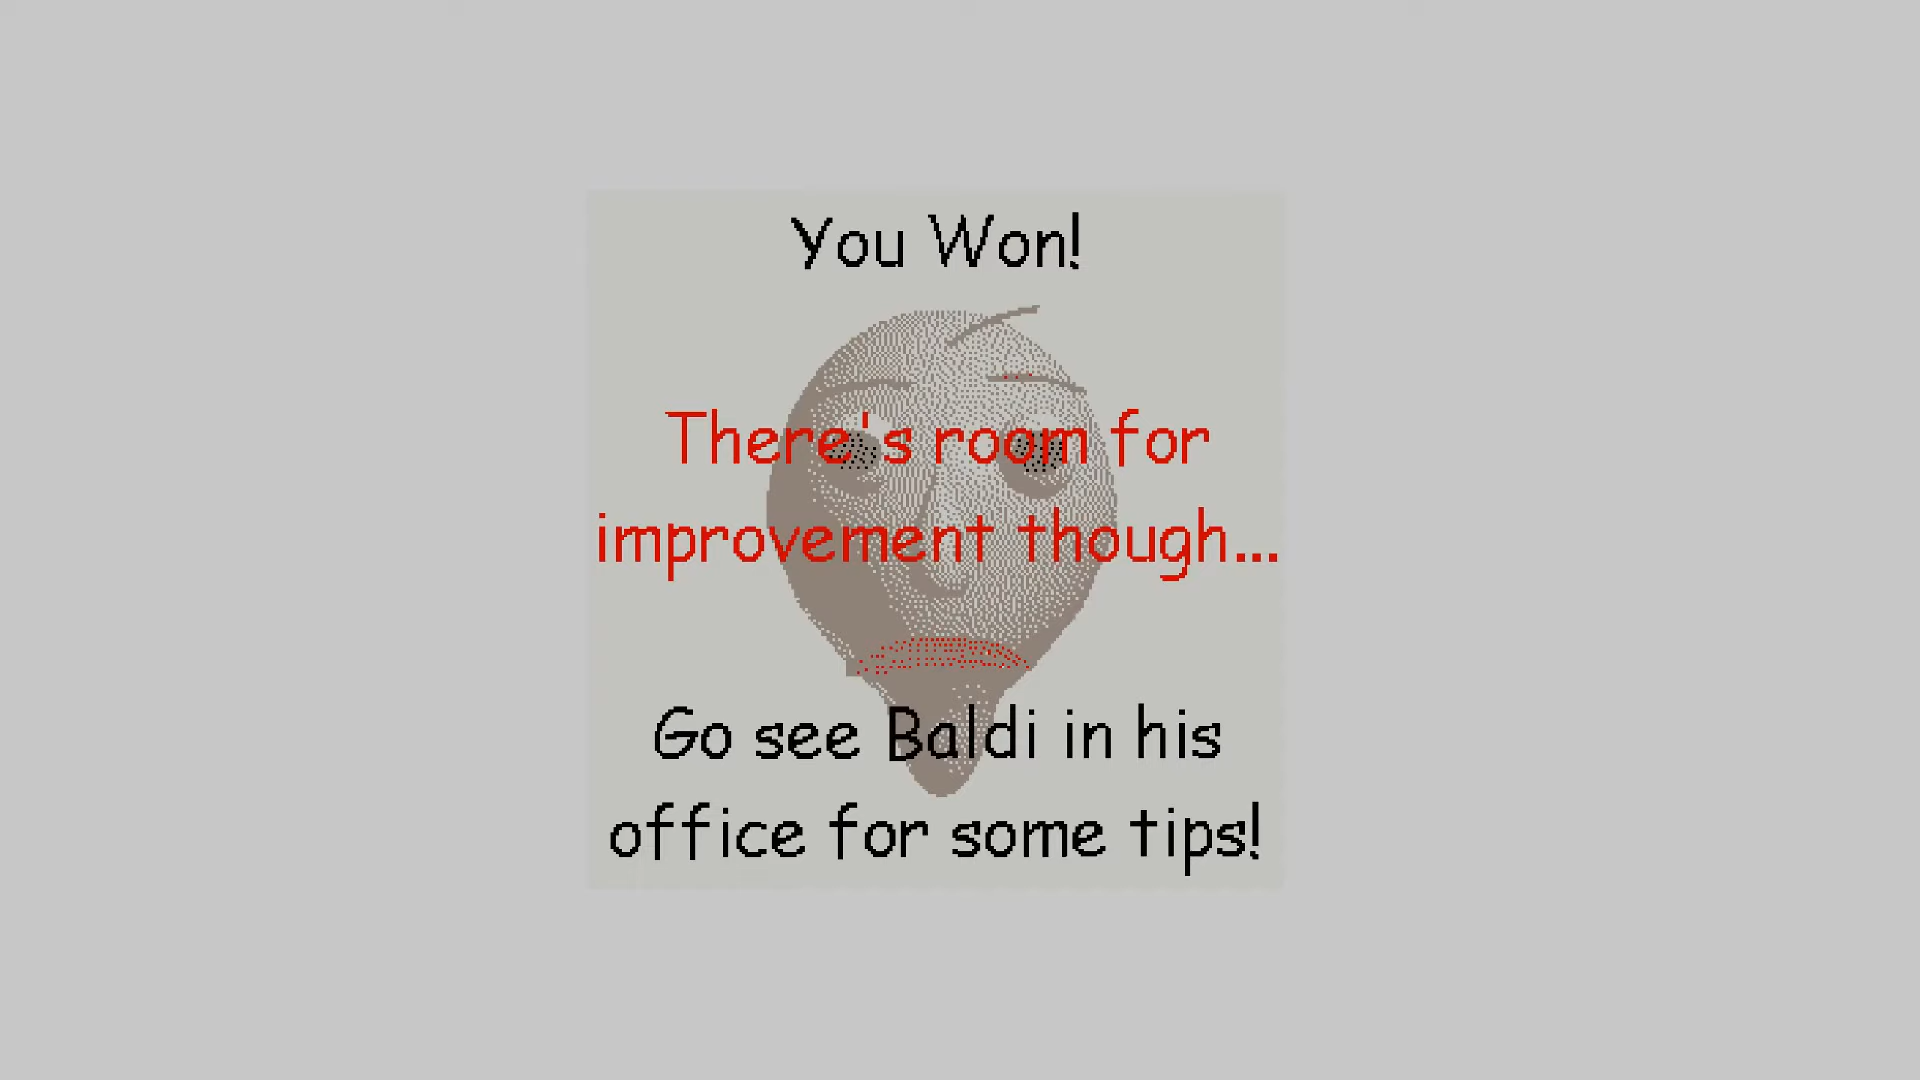 You Won!
There's room for
improvement though...
Go see Baldi in his
office for some tips!